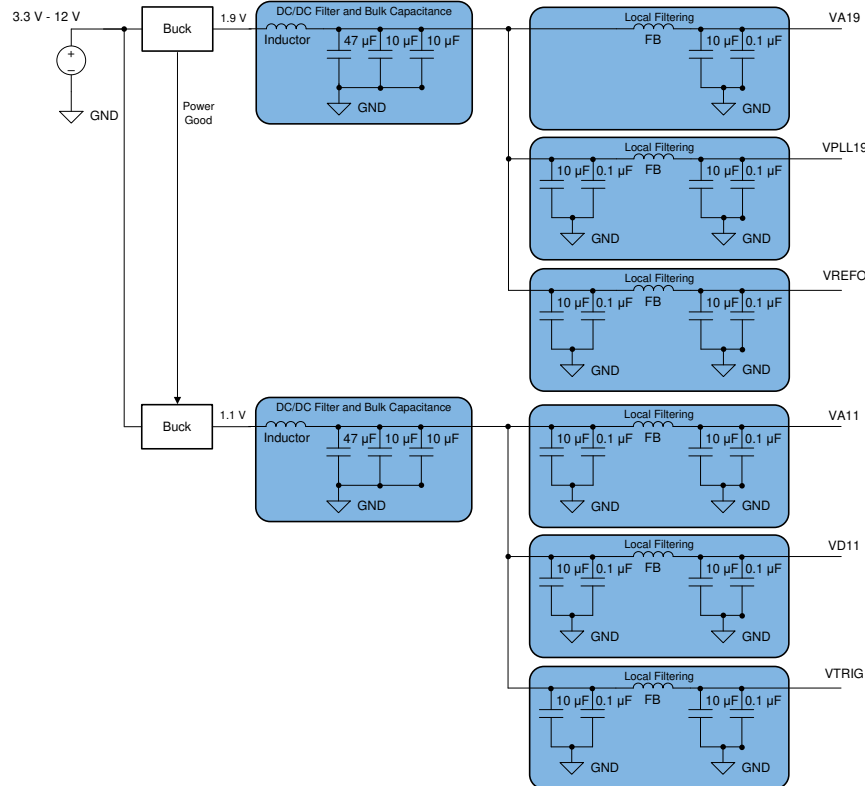 3.3 V - 12 V
Buck
1.9 V
DC/DC Filter and Bulk Capacitance
Inductor
47 µF
10 µF
10 µF
GND
GND
Power
Good
Local Filtering
FB
10 µF
0.1 µF
GND
VA19
Local Filtering
10 µF
0.1 µF
FB
10 µF
0.1 µF
GND
GND
VPLL19
Local Filtering
10 µF
0.1 µF
FB
10 µF
0.1 µF
GND
GND
VREFO
Buck
1.1 V
DC/DC Filter and Bulk Capacitance
Inductor
47 µF
10 µF
10 µF
GND
Local Filtering
10 µF
0.1 µF
FB
10 µF
0.1 µF
GND
GND
VA11
Local Filtering
10 µF
0.1 µF
FB
10 µF
0.1 µF
GND
GND
VD11
Local Filtering
10 µF
0.1 µF
FB
10 µF
0.1 µF
GND
GND
VTRIG